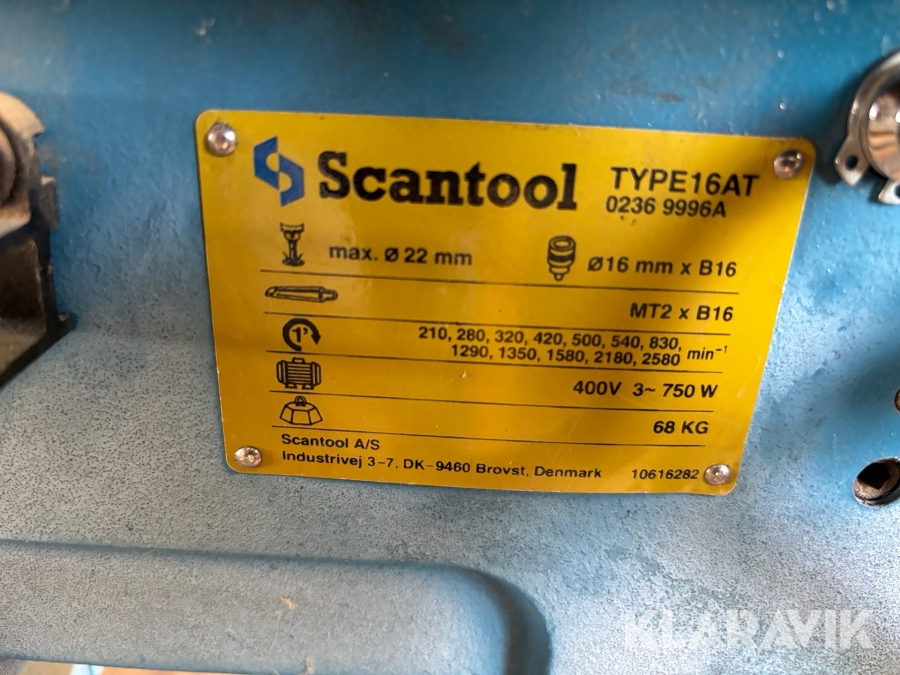 Scantool TYPE16AT
0236 9996A
max. ø 22 mm ø16 mm x B16
MT2 x B16
1' 210, 280, 320, 420, 500, 540, 830,
1290, 1350, 1580, 2180, 2580 min⁻¹
400V 3~ 750 W
68 KG
Scantool A/S
Industrivej 3-7, DK-9460 Brovst, Denmark 10616282
KLARAVIK